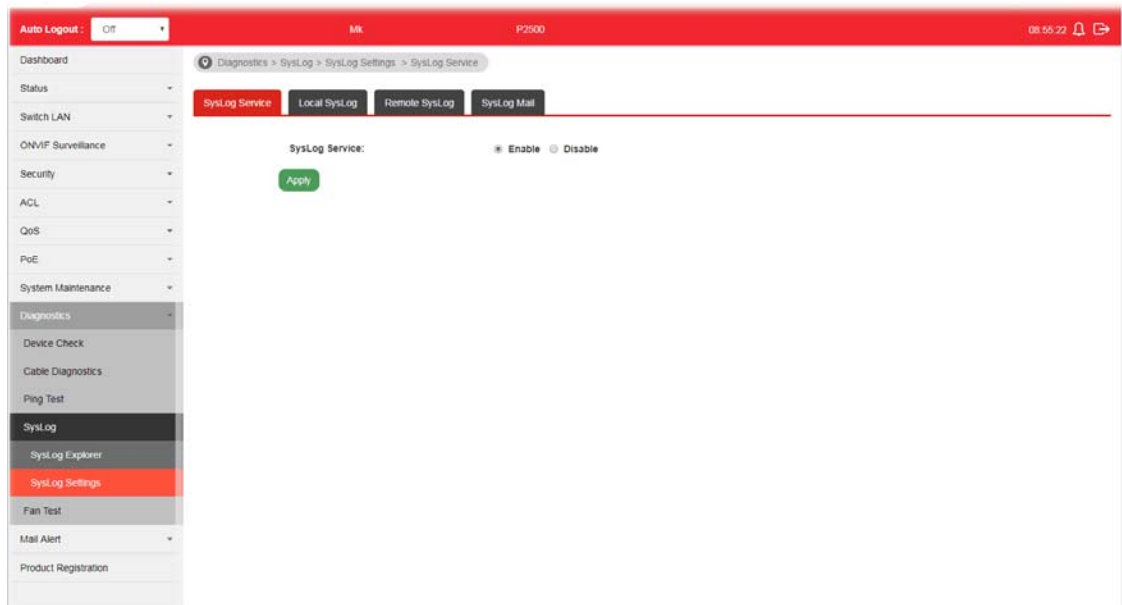 Auto Logout : Off Mk P2500 08:55:22
Diagnostics > SysLog > SysLog Settings > SysLog Service
SysLog Service Local SysLog Remote SysLog SysLog Mail
SysLog Service: Enable Disable
Apply
Dashboard
Status
Switch LAN
ONVIF Surveillance
Security
ACL
QoS
PoE
System Maintenance
Diagnostics
Device Check
Cable Diagnostics
Ping Test
SysLog
SysLog Explorer
SysLog Settings
Fan Test
Mail Alert
Product Registration